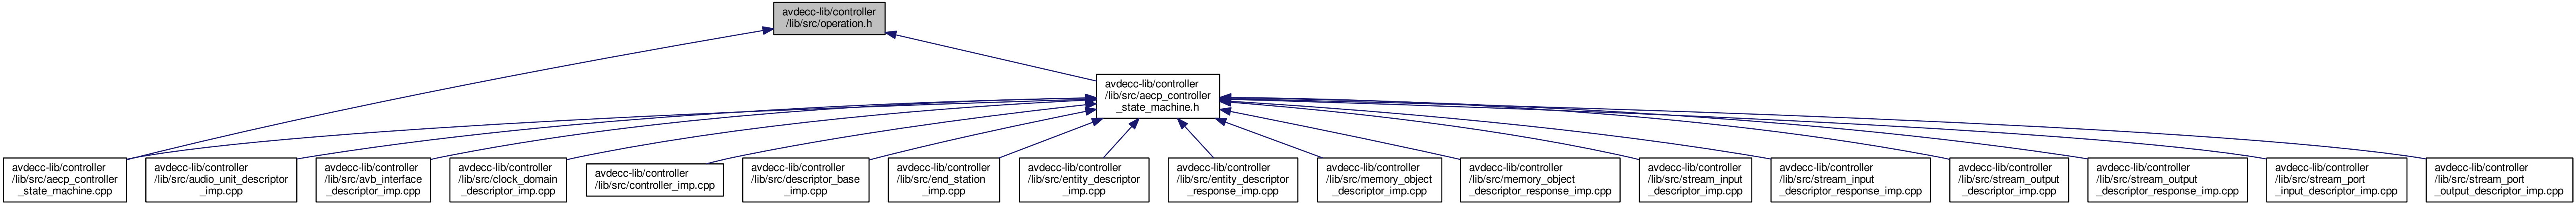 avdecc-lib/controller
/lib/src/operation.h
avdecc-lib/controller
/lib/src/aecp_controller
_state_machine.h
avdecc-lib/controller
/lib/src/aecp_controller
_state_machine.cpp
avdecc-lib/controller
/lib/src/audio_unit_descriptor
_imp.cpp
avdecc-lib/controller
/lib/src/avb_interface
_descriptor_imp.cpp
avdecc-lib/controller
/lib/src/clock_domain
_descriptor_imp.cpp
avdecc-lib/controller
/lib/src/controller_imp.cpp
avdecc-lib/controller
/lib/src/descriptor_base
_imp.cpp
avdecc-lib/controller
/lib/src/end_station
_imp.cpp
avdecc-lib/controller
/lib/src/entity_descriptor
_imp.cpp
avdecc-lib/controller
/lib/src/entity_descriptor
_response_imp.cpp
avdecc-lib/controller
/lib/src/memory_object
_descriptor_imp.cpp
avdecc-lib/controller
/lib/src/memory_object
_descriptor_response_imp.cpp
avdecc-lib/controller
/lib/src/stream_input
_descriptor_imp.cpp
avdecc-lib/controller
/lib/src/stream_input
_descriptor_response_imp.cpp
avdecc-lib/controller
/lib/src/stream_output
_descriptor_imp.cpp
avdecc-lib/controller
/lib/src/stream_output
_descriptor_response_imp.cpp
avdecc-lib/controller
/lib/src/stream_port
_input_descriptor_imp.cpp
avdecc-lib/controller
/lib/src/stream_port
_output_descriptor_imp.cpp